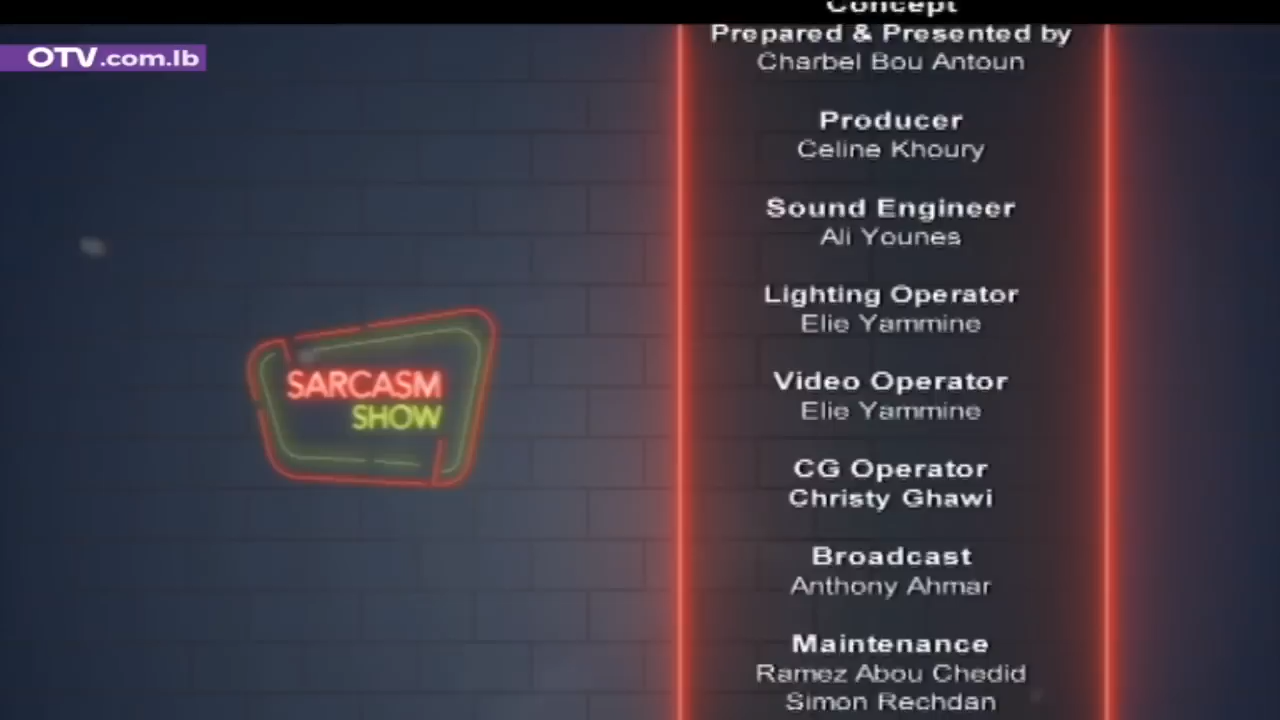 OTV.com.lb
Concept
Prepared & Presented by
Charbel Bou Antoun
Producer
Celine Khoury
Sound Engineer
Ali Younes
Lighting Operator
Elie Yammine
Video Operator
Elie Yammine
CG Operator
Christy Ghawi
Broadcast
Anthony Ahmar
Maintenance
Ramez Abou Chedid
Simon Rechdan
SARCASM
SHOW